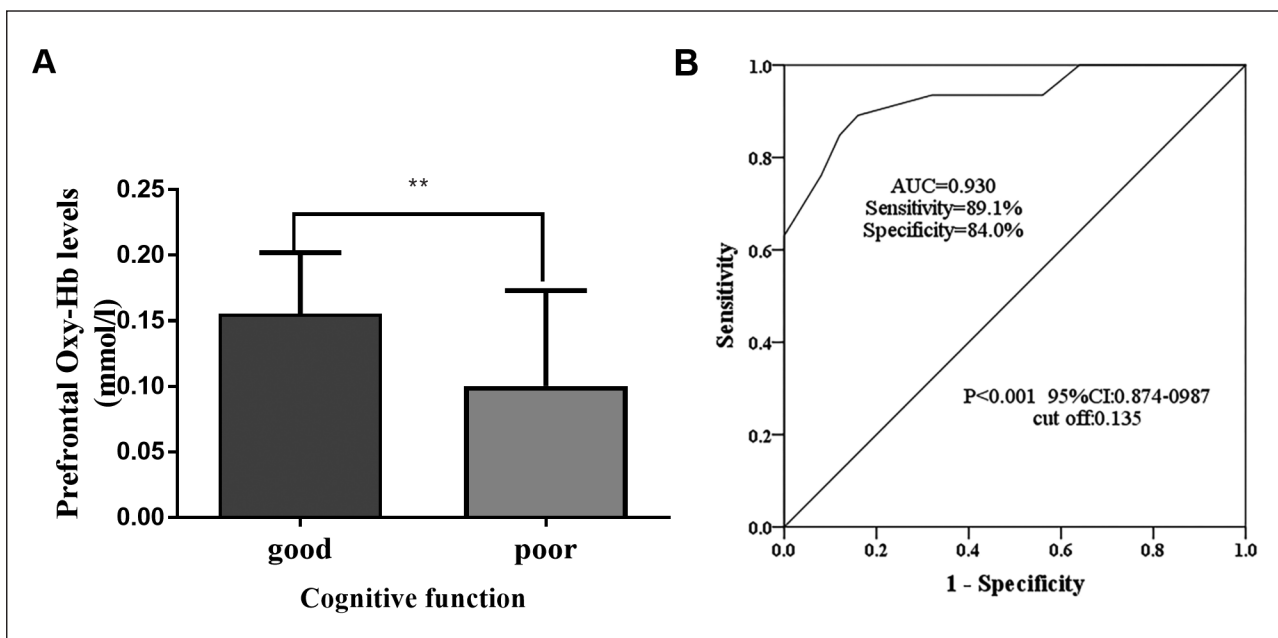 A
Prefrontal Oxy-Hb levels
(mmol/l)
0.25
0.20
0.15
0.10
0.05
0.00
**
good
poor
Cognitive function
B
Sensitivity
1.0
0.8
0.6
0.4
0.2
0.0
AUC=0.930
Sensitivity=89.1%
Specificity=84.0%
P<0.001 95%CI:0.874-0987
cut off:0.135
0.0
0.2
0.4
0.6
0.8
1.0
1 - Specificity